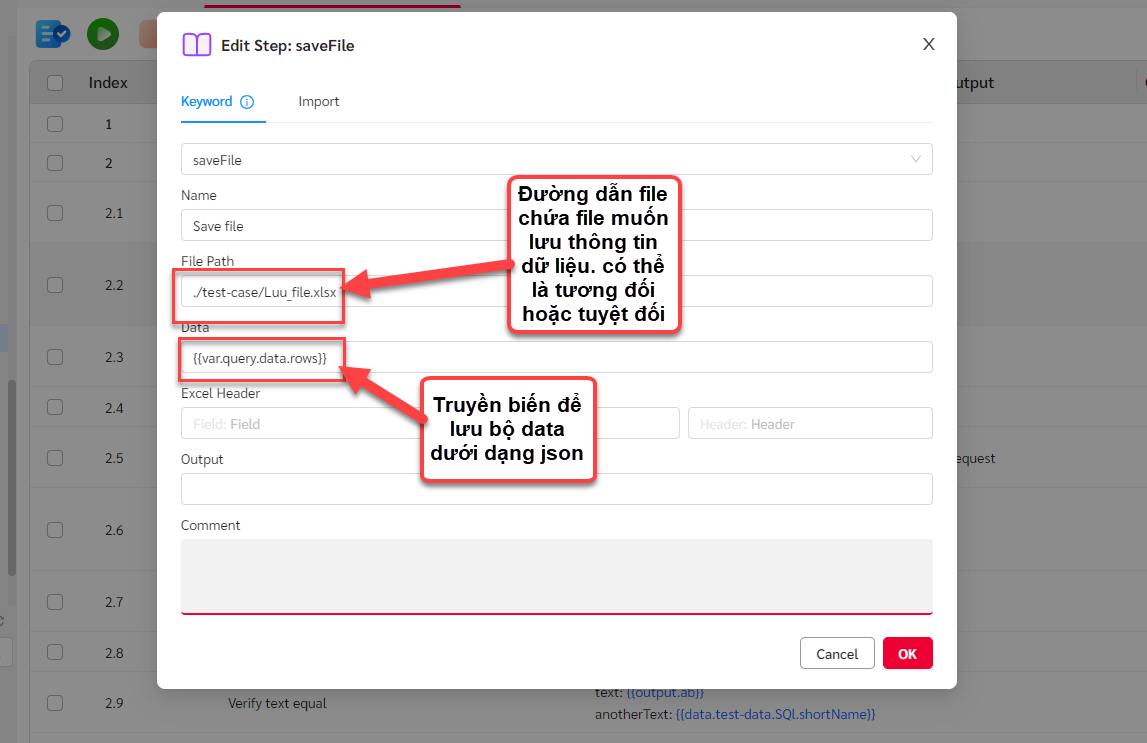 Edit Step: saveFile
X
Keyword
Import
Index
utput
1
2
2.1
2.2
2.3
2.4
2.5
equest
2.6
2.7
2.8
2.9
Verify text equal
text: {{output.ab}}
anotherText: {{data.test-data.SQl.shortName}}
saveFile
Name
Save file
File Path
./test-case/Luu_file.xlsx
Data
{{var.query.data.rows}}
Excel Header
Field: Field
Header: Header
Output
Comment
Cancel
OK
Đường dẫn file
chứa file muốn
lưu thông tin
dữ liệu. có thể
là tương đối
hoặc tuyệt đối
Truyền biến để
lưu bộ data
dưới dạng json